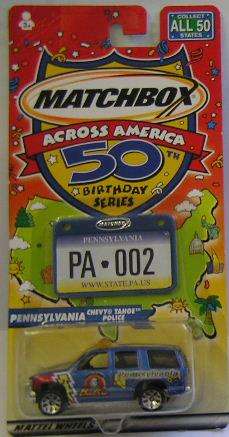 COLLECT
ALL 50
STATES
MATCHBOX
ACROSS AMERICA
50TH
BIRTHDAY
SERIES
MATCHBOX
PENNSYLVANIA
PA • 002
WWW.STATE.PA.US
PENNSYLVANIA
CHEVY TAHOE
POLICE
Pennsylvania
MATTEL WHEELS